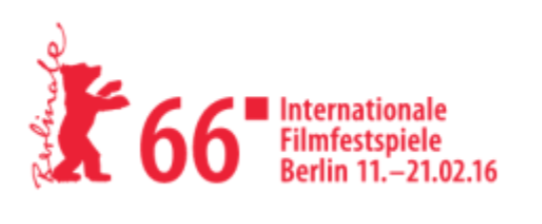 Berlinale
66
Internationale
Filmfestspiele
Berlin 11.–21.02.16